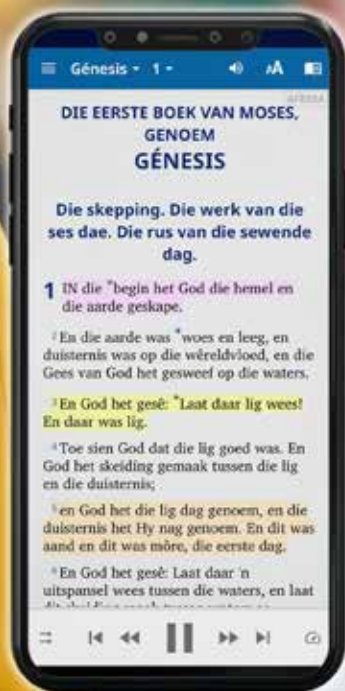 Génesis 1
AA
AFR53A
DIE EERSTE BOEK VAN MOSES,
GENOEM
GÉNESIS
Die skepping. Die werk van die
ses dae. Die rus van die sewende
dag.
1 IN die *begin het God die hemel en
die aarde geskape.
2 En die aarde was *woes en leeg, en
duisternis was op die wêreldvloed, en die
Gees van God het gesweef op die waters.
3 En God het gesê: *Laat daar lig wees!
En daar was lig.
4 Toe sien God dat die lig goed was. En
God het skeiding gemaak tussen die lig
en die duisternis;
5 en God het die lig dag genoem, en die
duisternis het Hy nag genoem. En dit was
aand en dit was môre, die eerste dag.
6 En God het gesê: Laat daar 'n
uitspansel wees tussen die waters, en laat